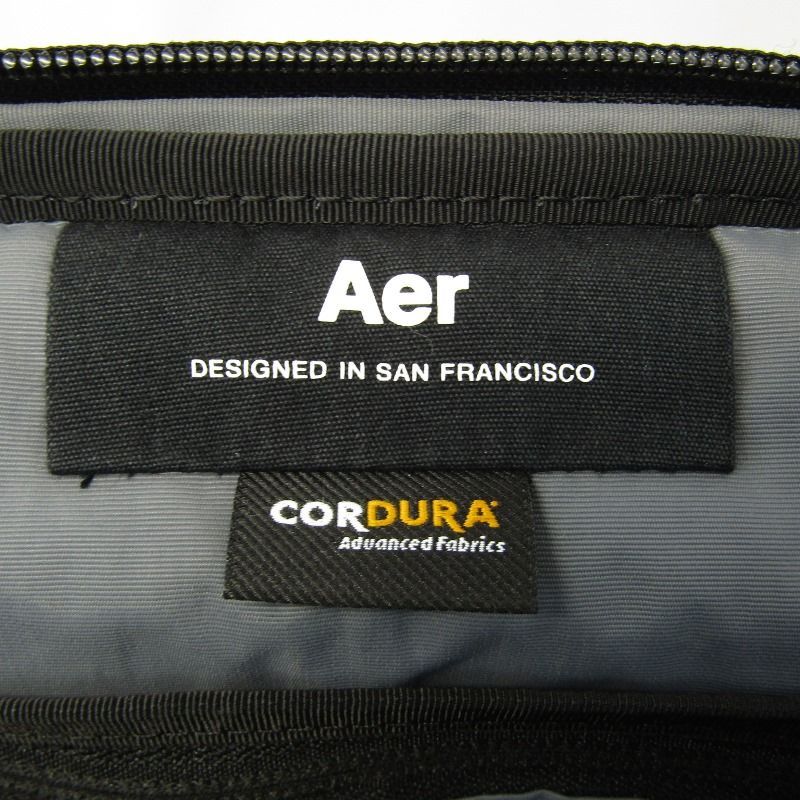 Aer
DESIGNED IN SAN FRANCISCO
CORDURA
Advanced Fabrics